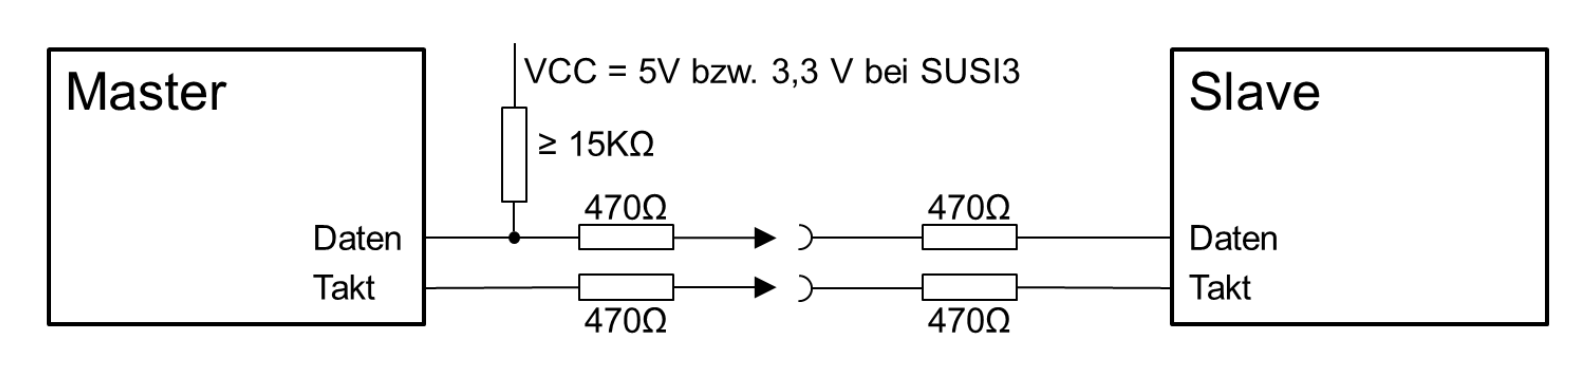 Master
VCC = 5V bzw. 3,3 V bei SUSI3
Slave
≥ 15KΩ
470Ω
470Ω
Daten
Daten
Takt
Takt
470Ω
470Ω